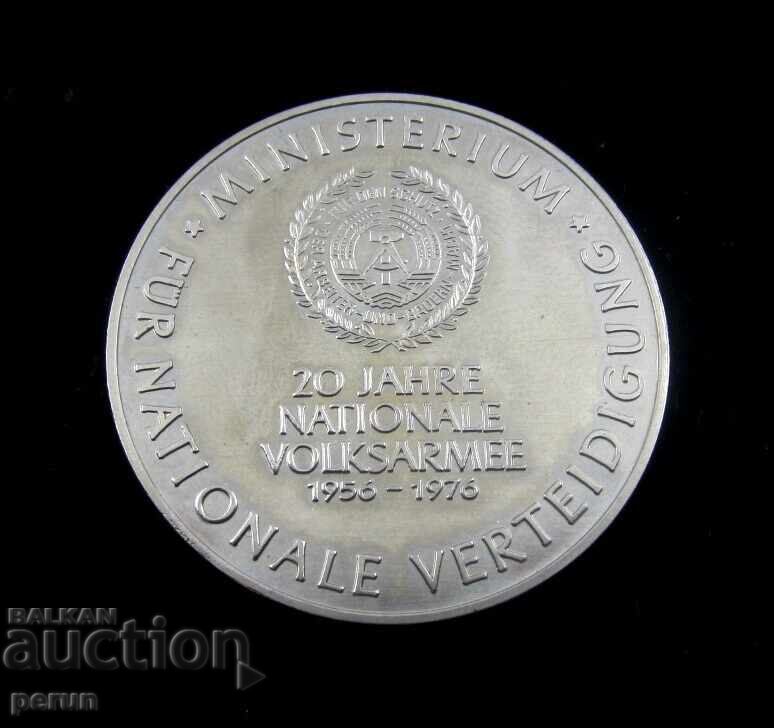 MINISTERIUM
FÜR NATIONALE VERTEIDIGUNG
20 JAHRE
NATIONALE
VOLKSARMEE
1956 – 1976
BALKAN
auction
perun